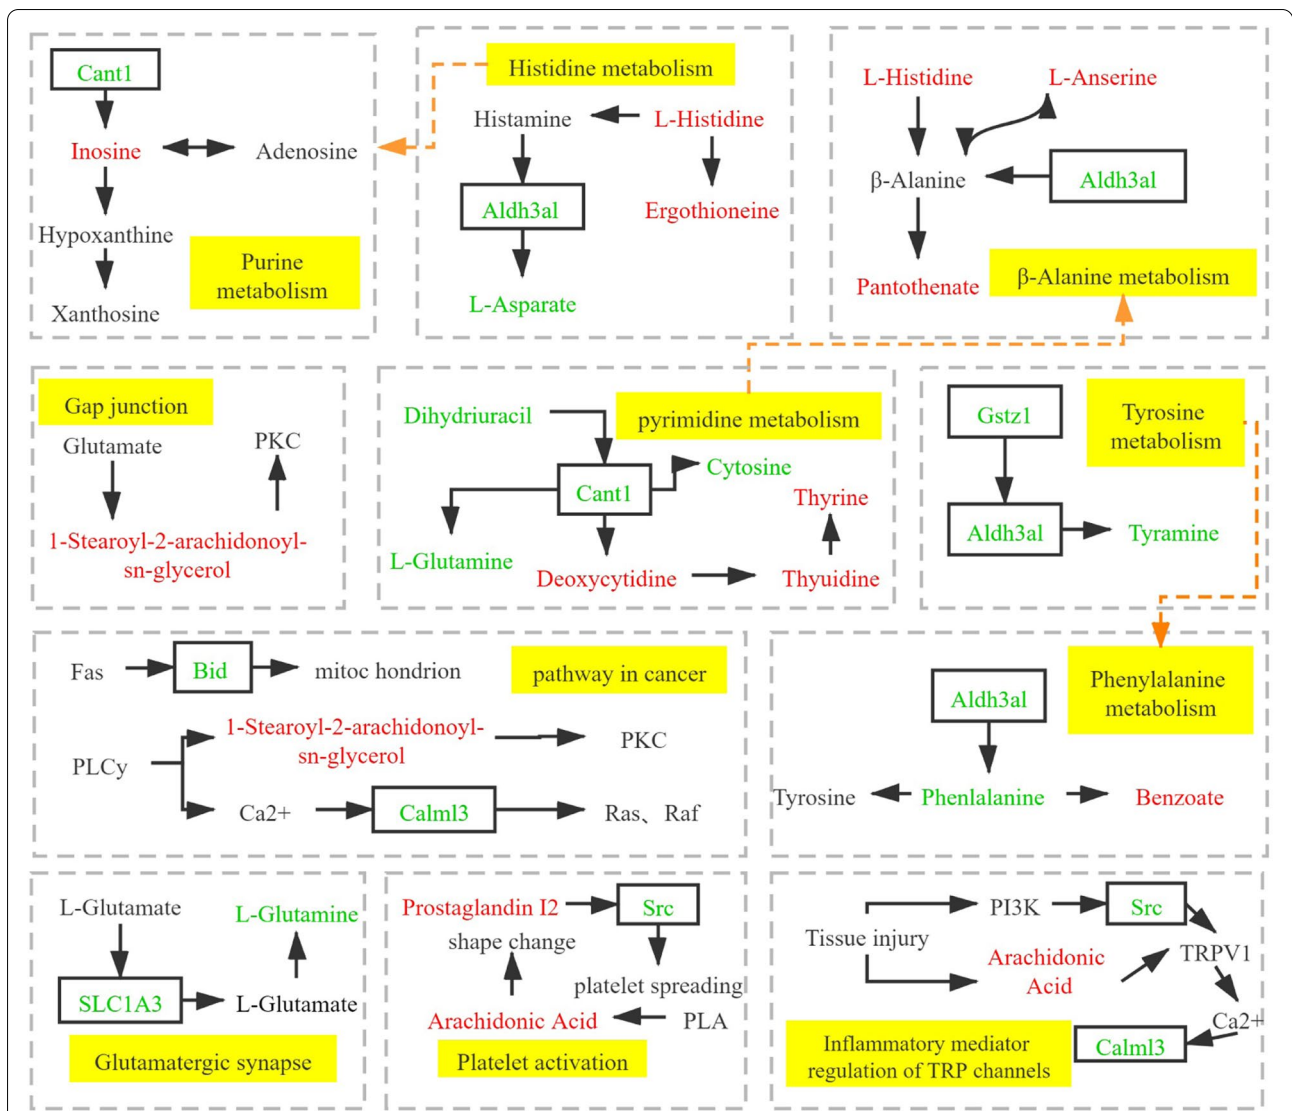 Cant1
Inosine
Adenosine
Hypoxanthine
Xanthosine
Purine
metabolism
Histidine metabolism
Histamine
L-Histidine
Aldh3al
Ergothioneine
L-Asparate
L-Histidine
L-Anserine
β-Alanine
Aldh3al
Pantothenate
β-Alanine metabolism
Gap junction
Glutamate
PKC
1-Stearoyl-2-arachidonoyl-
sn-glycerol
Dihydriuracil
pyrimidine metabolism
Cytosine
Cant1
Thyrine
L-Glutamine
Deoxycytidine
Thyuidine
Gstz1
Tyrosine
metabolism
Aldh3al
Tyramine
Fas
Bid
mitoc hondrion
pathway in cancer
1-Stearoyl-2-arachidonoyl-
sn-glycerol
PKC
PLCy
Ca2+
Calml3
Ras、Raf
Aldh3al
Phenylalanine
metabolism
Tyrosine
Phenlalanine
Benzoate
L-Glutamate
L-Glutamine
SLC1A3
L-Glutamate
Glutamatergic synapse
Prostaglandin I2
Src
shape change
platelet spreading
Arachidonic Acid
PLA
Platelet activation
PI3K
Src
Tissue injury
Arachidonic
Acid
TRPV1
Ca2+
Calml3
Inflammatory mediator
regulation of TRP channels